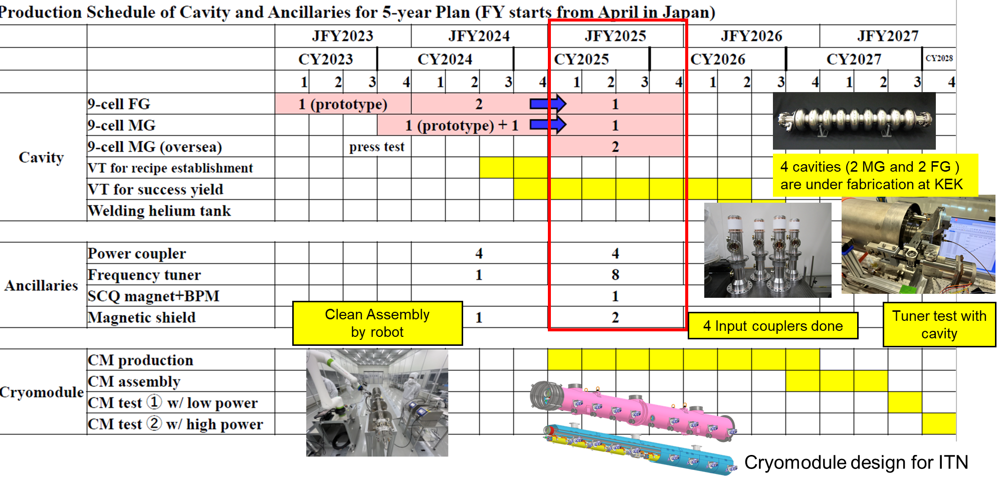 Production Schedule of Cavity and Ancillaries for 5-year Plan (FY starts from April in Japan)
JFY2023 JFY2024 JFY2025 JFY2026 JFY2027
CY2023 CY2024 CY2025 CY2026 CY2027 CY2028
1 2 3 4 1 2 3 4 1 2 3 4 1 2 3 4 1 2 3 4
Cavity
9-cell FG 1 (prototype) 2 1
9-cell MG 1 (prototype) + 1 1
9-cell MG (oversea) press test 2
VT for recipe establishment
VT for success yield
Welding helium tank
4 cavities (2 MG and 2 FG )
are under fabrication at KEK
Ancillaries
Power coupler 4 4
Frequency tuner 1 8
SCQ magnet+BPM 1
Magnetic shield 1 2
Clean Assembly
by robot
4 Input couplers done
Tuner test with
cavity
Cryomodule
CM production
CM assembly
CM test ① w/ low power
CM test ② w/ high power
Cryomodule design for ITN